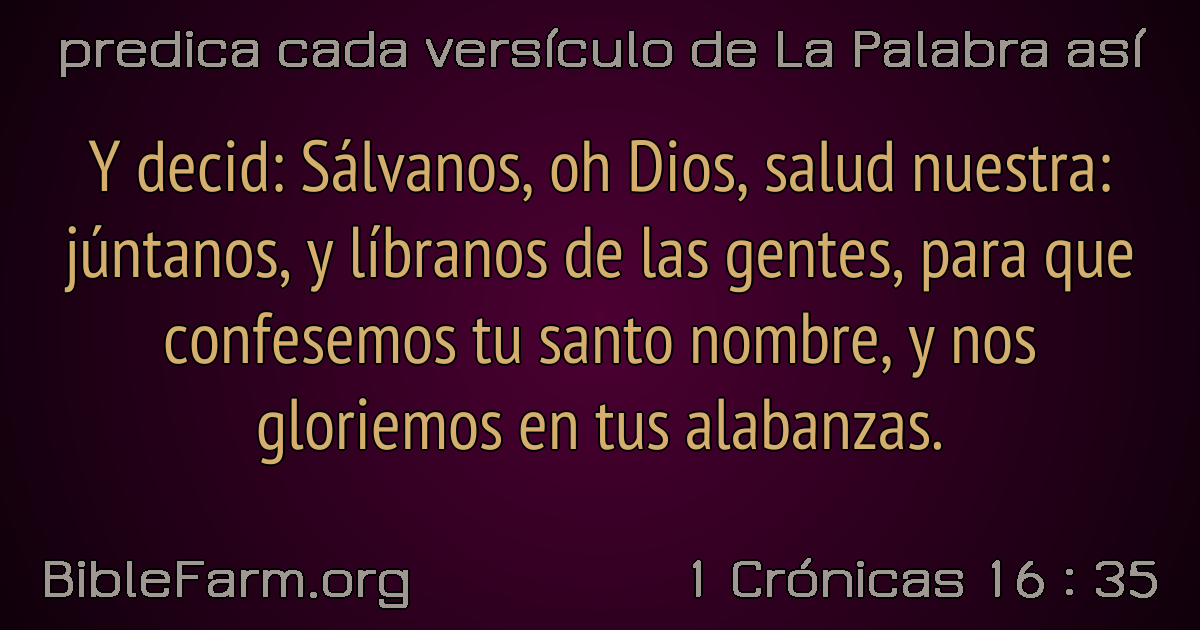 predica cada versículo de La Palabra así
Y decid: Sálvanos, oh Dios, salud nuestra:
júntanos, y líbranos de las gentes, para que
confesemos tu santo nombre, y nos
gloriemos en tus alabanzas.
BibleFarm.org
1 Crónicas 16 : 35